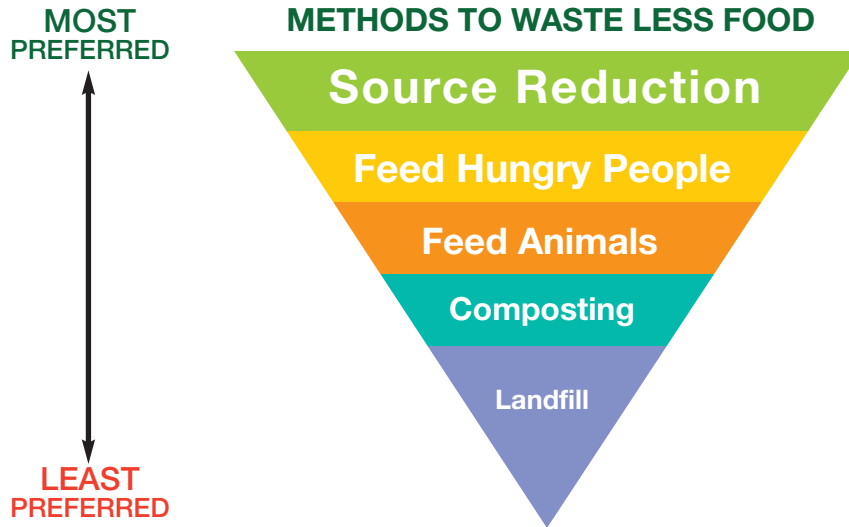 MOST
PREFERRED
METHODS TO WASTE LESS FOOD
Source Reduction
Feed Hungry People
Feed Animals
Composting
Landfill
LEAST
PREFERRED